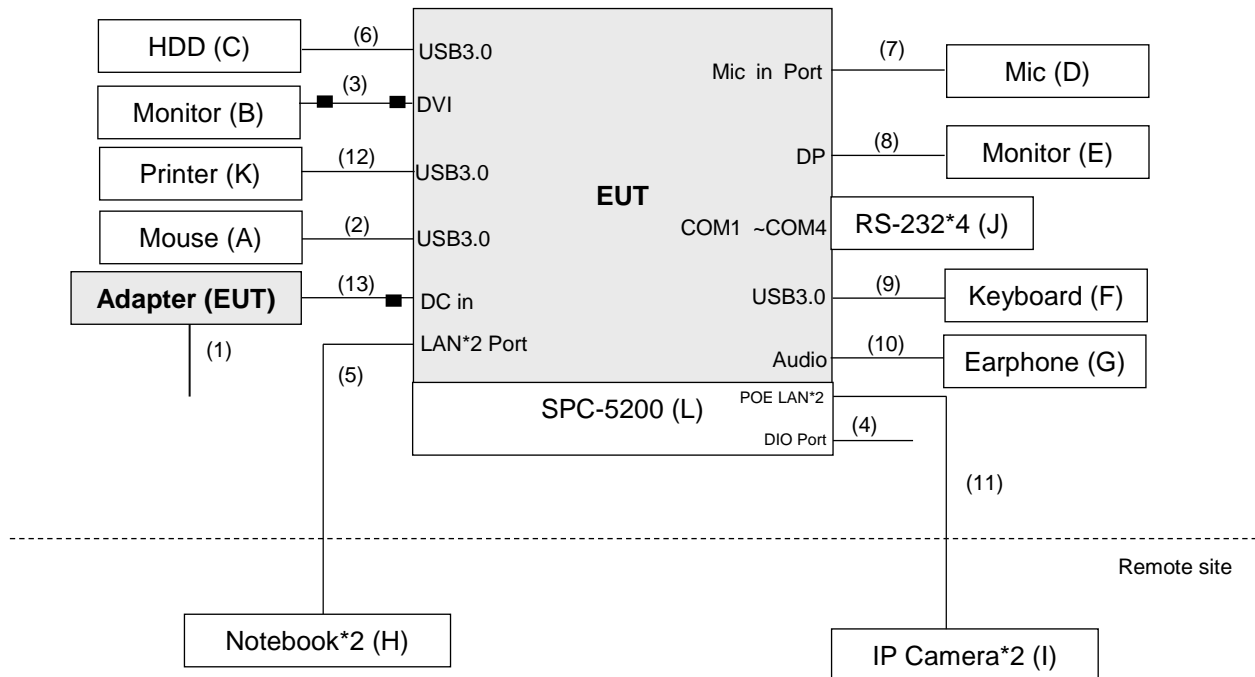 HDD (C)
(6)
USB3.0
Mic in Port
(7)
Mic (D)
Monitor (B)
(3)
DVI
DP
(8)
Monitor (E)
Printer (K)
(12)
USB3.0
EUT
Mouse (A)
(2)
USB3.0
COM1 ~COM4
RS-232*4 (J)
Adapter (EUT)
(13)
DC in
USB3.0
(9)
Keyboard (F)
(1)
(5)
LAN*2 Port
Audio
(10)
Earphone (G)
SPC-5200 (L)
POE LAN*2
DIO Port
(4)
(11)
Remote site
Notebook*2 (H)
IP Camera*2 (I)